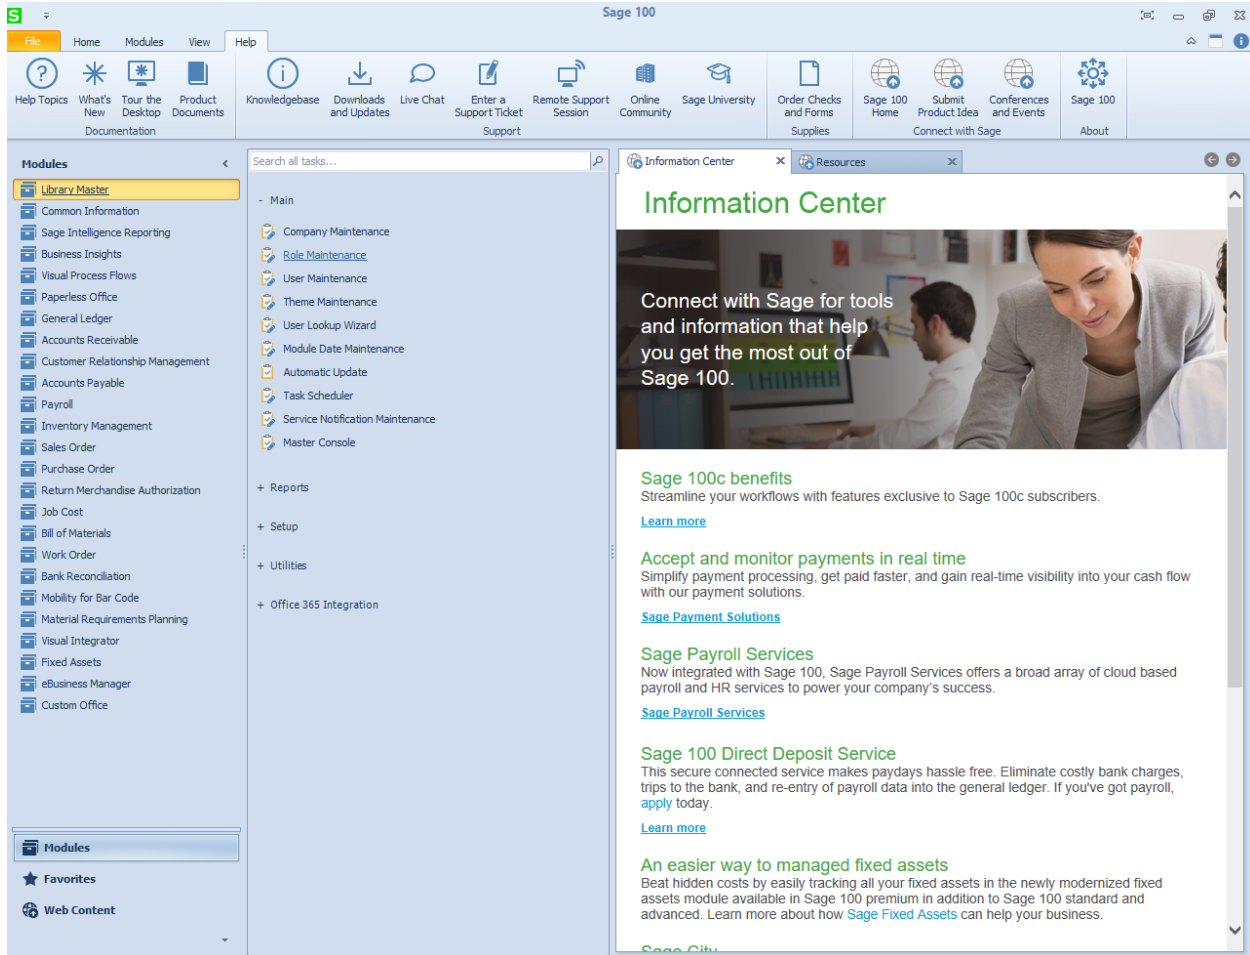 S
Sage 100
File
Home
Modules
View
Help
Help Topics
What's New
Tour the Desktop
Product Documents
Documentation
Knowledgebase
Downloads and Updates
Live Chat
Enter a Support Ticket
Remote Support Session
Online Community
Sage University
Support
Order Checks and Forms
Supplies
Sage 100 Home
Submit Product Idea
Conferences and Events
Connect with Sage
Sage 100
About
Modules
Library Master
Common Information
Sage Intelligence Reporting
Business Insights
Visual Process Flows
Paperless Office
General Ledger
Accounts Receivable
Customer Relationship Management
Accounts Payable
Payroll
Inventory Management
Sales Order
Purchase Order
Return Merchandise Authorization
Job Cost
Bill of Materials
Work Order
Bank Reconciliation
Mobility for Bar Code
Material Requirements Planning
Visual Integrator
Fixed Assets
eBusiness Manager
Custom Office
Modules
Favorites
Web Content
Search all tasks...
- Main
Company Maintenance
Role Maintenance
User Maintenance
Theme Maintenance
User Lookup Wizard
Module Date Maintenance
Automatic Update
Task Scheduler
Service Notification Maintenance
Master Console
+ Reports
+ Setup
+ Utilities
+ Office 365 Integration
Information Center
Resources
Information Center
Connect with Sage for tools
and information that help
you get the most out of
Sage 100.
Sage 100c benefits
Streamline your workflows with features exclusive to Sage 100c subscribers.
Learn more
Accept and monitor payments in real time
Simplify payment processing, get paid faster, and gain real-time visibility into your cash flow
with our payment solutions.
Sage Payment Solutions
Sage Payroll Services
Now integrated with Sage 100, Sage Payroll Services offers a broad array of cloud based
payroll and HR services to power your company's success.
Sage Payroll Services
Sage 100 Direct Deposit Service
This secure connected service makes paydays hassle free. Eliminate costly bank charges,
trips to the bank, and re-entry of payroll data into the general ledger. If you've got payroll,
apply today.
Learn more
An easier way to managed fixed assets
Beat hidden costs by easily tracking all your fixed assets in the newly modernized fixed
assets module available in Sage 100 premium in addition to Sage 100 standard and
advanced. Learn more about how Sage Fixed Assets can help your business.
Sage City